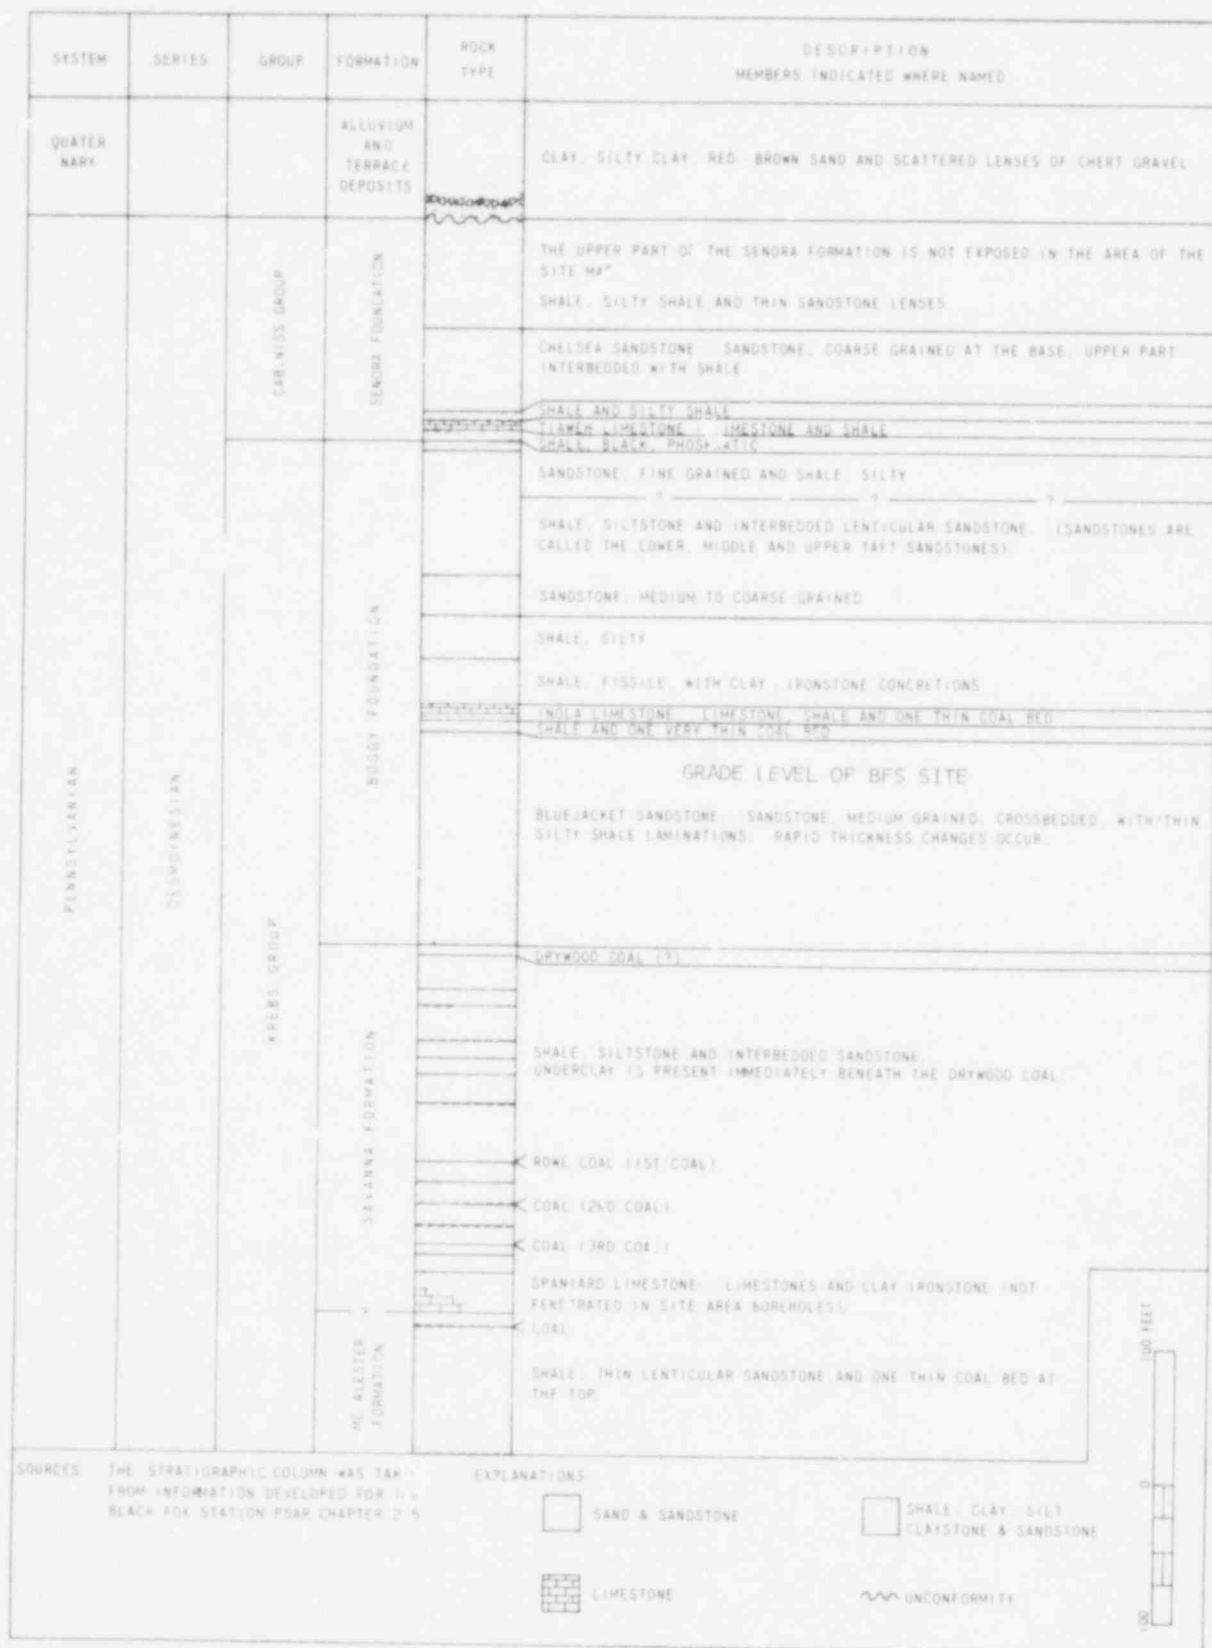 SYSTEM
SERIES
GROUP
FORMATION
ROCK
TYPE
DESCRIPTION
MEMBERS INDICATED WHERE NAMED
QUATER
NARY
ALLUVIUM
AND
TERRACE
DEPOSITS
CLAY, SILTY CLAY, RED BROWN SAND AND SCATTERED LENSES OF CHERT GRAVEL
PENNSYLVANIAN
DESMOINESIAN
CABINISS GROUP
SENORA FOUNDATION
THE UPPER PART OF THE SENORA FORMATION IS NOT EXPOSED IN THE AREA OF THE
SITE
SHALE, SILTY SHALE AND THIN SANDSTONE LENSES
CHELSEA SANDSTONE SANDSTONE, COARSE GRAINED AT THE BASE, UPPER PART
INTERBEDDED WITH SHALE
SHALE AND SILTY SHALE
TIAWEH LIMESTONE IMESTONE AND SHALE
SHALE, BLACK,
KREBS GROUP
BOGGY FOUNDATION
SANDSTONE, FINE GRAINED AND SHALE SILTY
? ? ?
SHALE, SILTSTONE AND INTERBEDDED LENTICULAR SANDSTONE. (SANDSTONES ARE
CALLED THE LOWER, MIDDLE AND UPPER TAFT SANDSTONES)
SANDSTONE, MEDIUM TO COARSE GRAINED
SHALE, SILTY
SHALE, FISSILE, WITH CLAY IRONSTONE CONCRETIONS
INOLA LIMESTONE LIMESTONE, SHALE AND ONE THIN COAL BED
SHALE AND ONE VERY THIN COAL BED
GRADE LEVEL OF BFS SITE
BLUEJACKET SANDSTONE. SANDSTONE, MEDIUM GRAINED, CROSSBEDDED, WITH THIN
SILTY SHALE LAMINATIONS. RAPID THICKNESS CHANGES OCCUR.
SAVANNA FORMATION
DRYWOOD COAL (?)
SHALE, SILTSTONE AND INTERBEDDED SANDSTONE.
UNDERCLAY IS PRESENT IMMEDIATELY BENEATH THE DRYWOOD COAL
ROWE COAL (1ST COAL)
COAL (2ND COAL)
COAL (3RD COAL)
SPANIARD LIMESTONE LIMESTONES AND CLAY IRONSTONE (NOT
PENETRATED IN SITE AREA BOREHOLES)
?
COAL
MC ALESTER
FORMATION
SHALE, THIN LENTICULAR SANDSTONE AND ONE THIN COAL BED AT
THE TOP.
100 FEET
0
100
SOURCES THE STRATIGRAPHIC COLUMN WAS
FROM INFORMATION DEVELOPED FOR
BLACK FOX STATION PSAR CHAPTER 2.5
EXPLANATIONS
SAND & SANDSTONE
SHALE, CLAY, SILT
CLAYSTONE & SANDSTONE
LIMESTONE
UNCONFORMITY